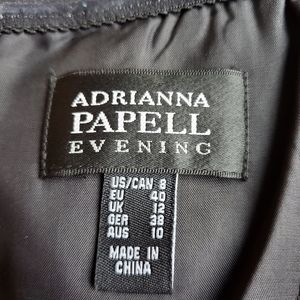 ADRIANNA
PAPELL
EVENING
US/CAN 8
EU 40
UK 12
GER 38
AUS 10
MADE IN
CHINA